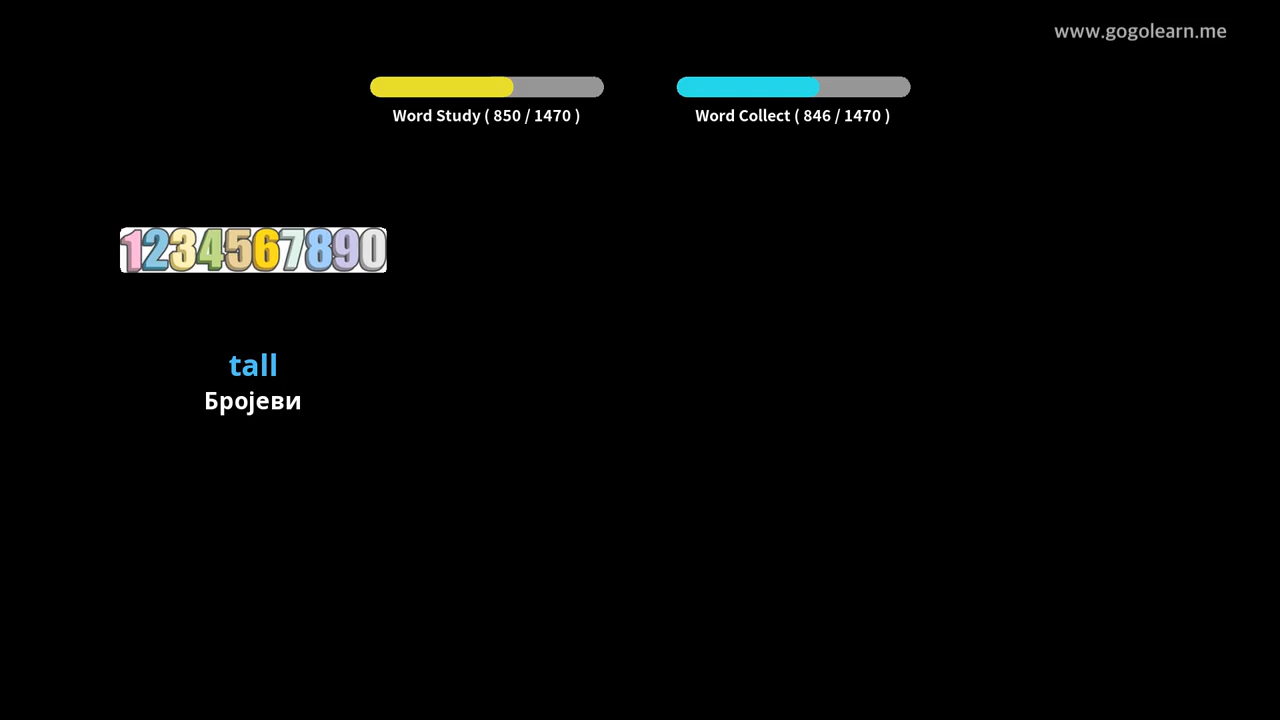 www.gogolearn.me
Word Study ( 850 / 1470 )
Word Collect ( 846 / 1470 )
1234567890
tall
Бројеви